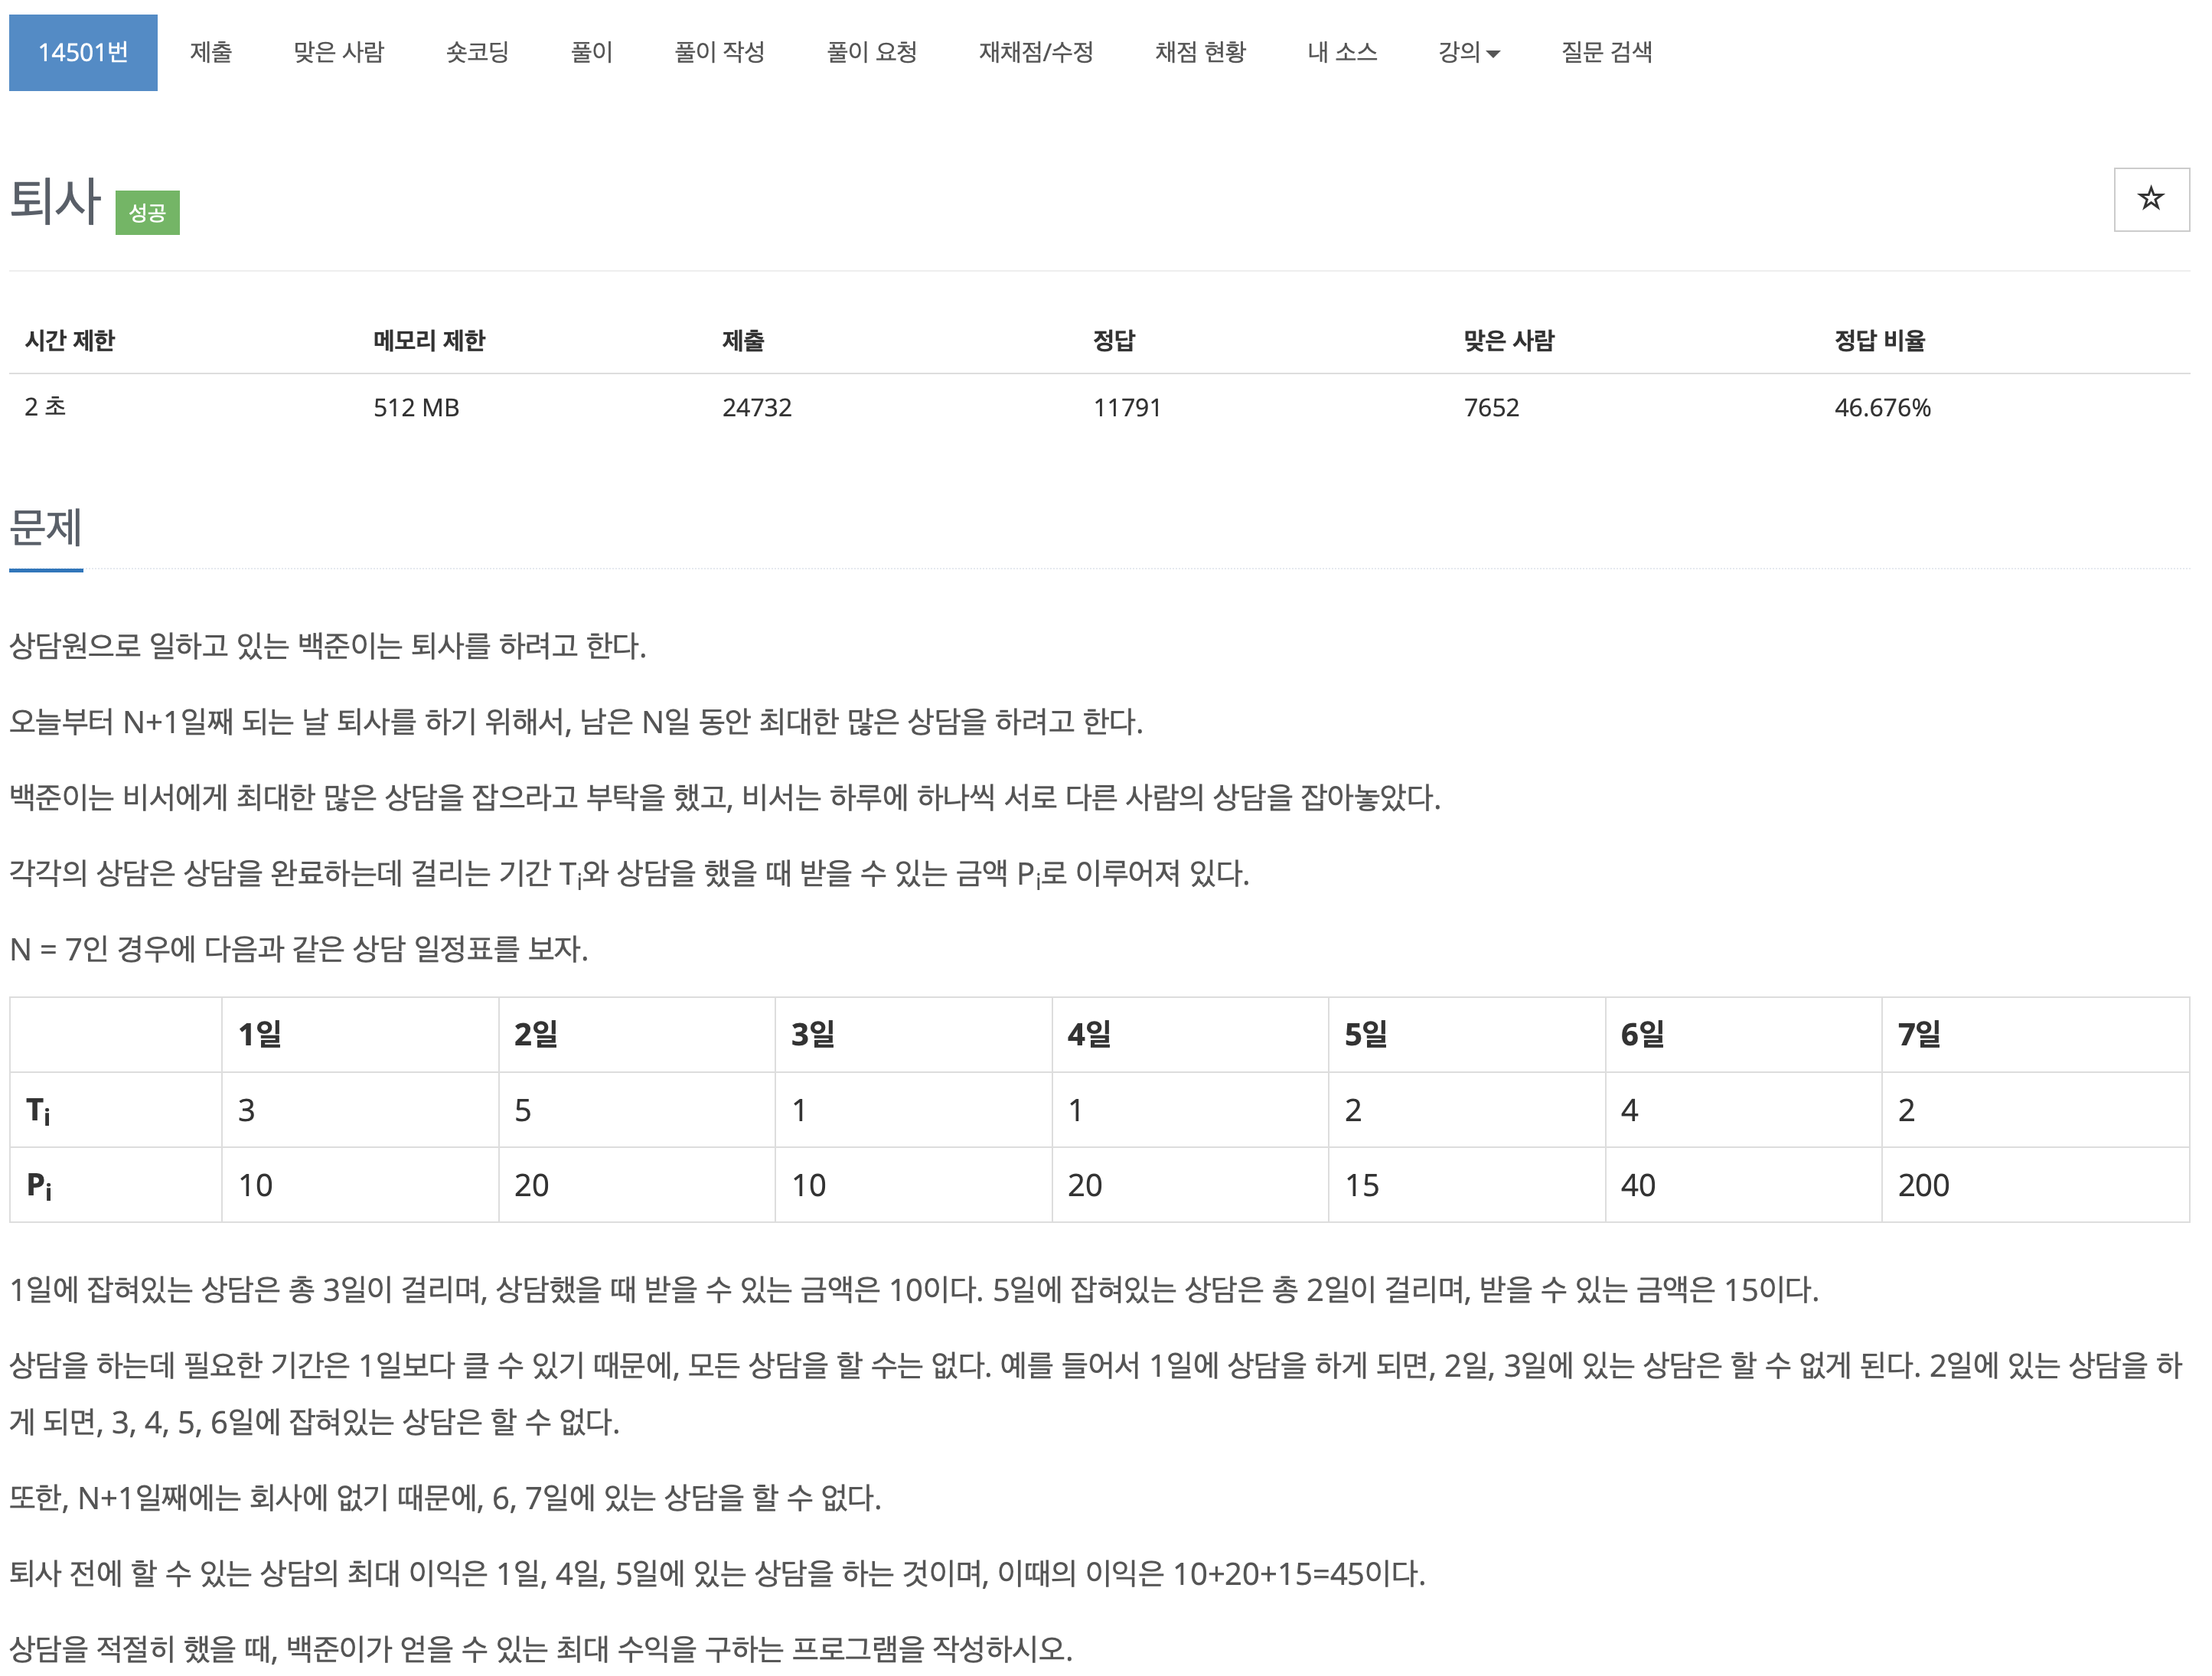 14501번 제출 맞은 사람 숏코딩 풀이 풀이 작성 풀이 요청 재채점/수정 채점 현황 내 소스 강의 질문 검색
퇴사 성공
시간 제한 메모리 제한 제출 정답 맞은 사람 정답 비율
2 초 512 MB 24732 11791 7652 46.676%
문제
상담원으로 일하고 있는 백준이는 퇴사를 하려고 한다.
오늘부터 N+1일째 되는 날 퇴사를 하기 위해서, 남은 N일 동안 최대한 많은 상담을 하려고 한다.
백준이는 비서에게 최대한 많은 상담을 잡으라고 부탁을 했고, 비서는 하루에 하나씩 서로 다른 사람의 상담을 잡아놓았다.
각각의 상담은 상담을 완료하는데 걸리는 기간 Ti와 상담을 했을 때 받을 수 있는 금액 Pi로 이루어져 있다.
N = 7인 경우에 다음과 같은 상담 일정표를 보자.
1일 2일 3일 4일 5일 6일 7일
Ti 3 5 1 1 2 4 2
Pi 10 20 10 20 15 40 200
1일에 잡혀있는 상담은 총 3일이 걸리며, 상담했을 때 받을 수 있는 금액은 10이다. 5일에 잡혀있는 상담은 총 2일이 걸리며, 받을 수 있는 금액은 15이다.
상담을 하는데 필요한 기간은 1일보다 클 수 있기 때문에, 모든 상담을 할 수는 없다. 예를 들어서 1일에 상담을 하게 되면, 2일, 3일에 있는 상담은 할 수 없게 된다. 2일에 있는 상담을 하
게 되면, 3, 4, 5, 6일에 잡혀있는 상담은 할 수 없다.
또한, N+1일째에는 회사에 없기 때문에, 6, 7일에 있는 상담을 할 수 없다.
퇴사 전에 할 수 있는 상담의 최대 이익은 1일, 4일, 5일에 있는 상담을 하는 것이며, 이때의 이익은 10+20+15=45이다.
상담을 적절히 했을 때, 백준이가 얻을 수 있는 최대 수익을 구하는 프로그램을 작성하시오.